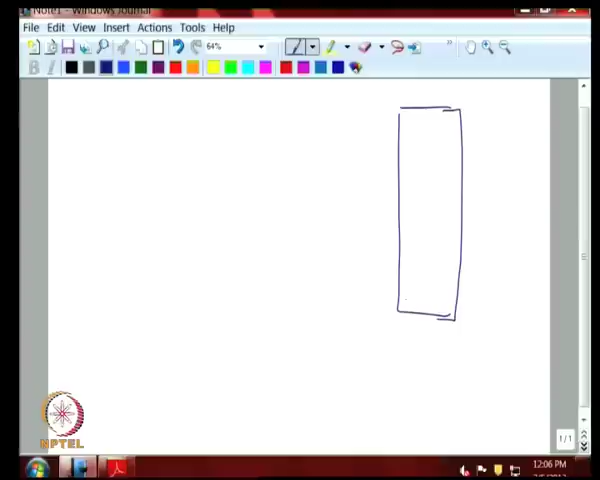 Note1 - Windows Journal
File Edit View Insert Actions Tools Help
64%
B I
NPTEL
1/1
12:06 PM